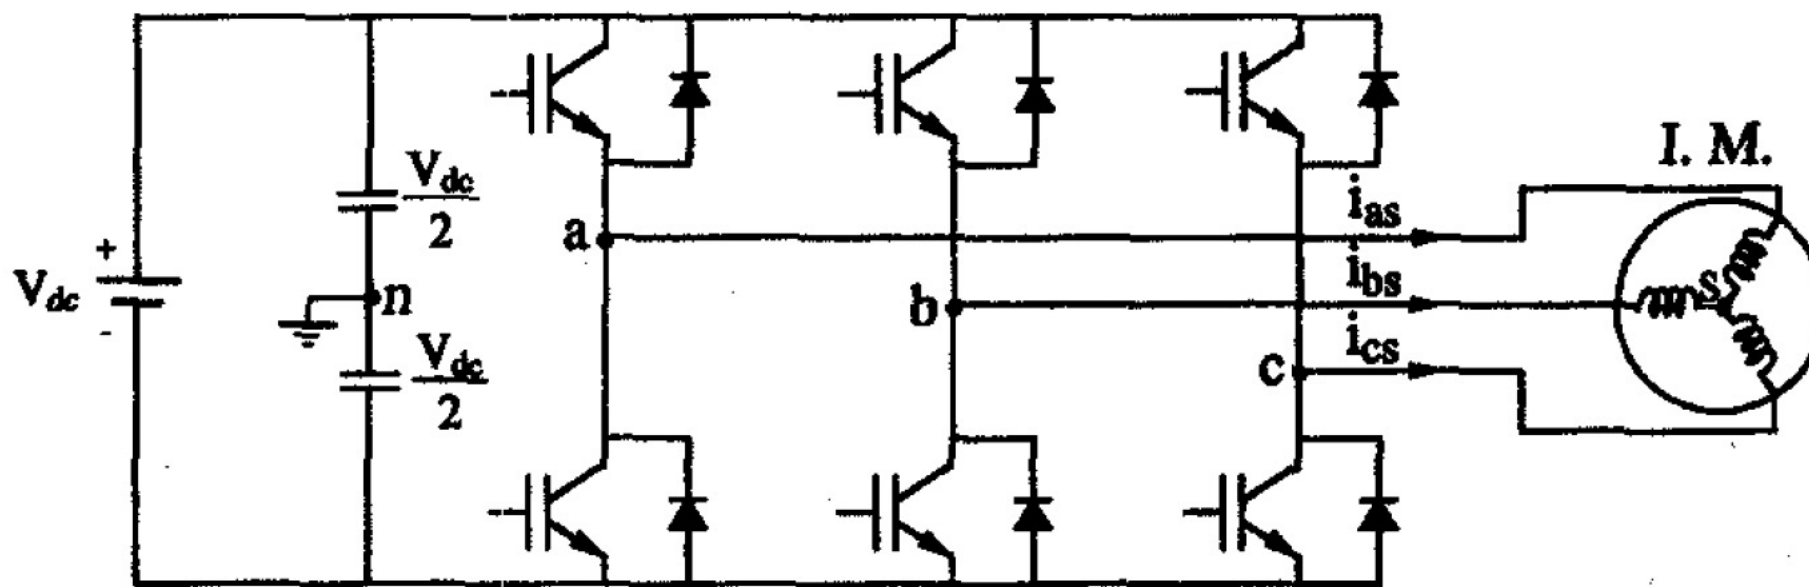 I. M.
V_dc/2
i_as
a
+
V_dc
-
n
i_bs
s
b
V_dc/2
i_cs
c